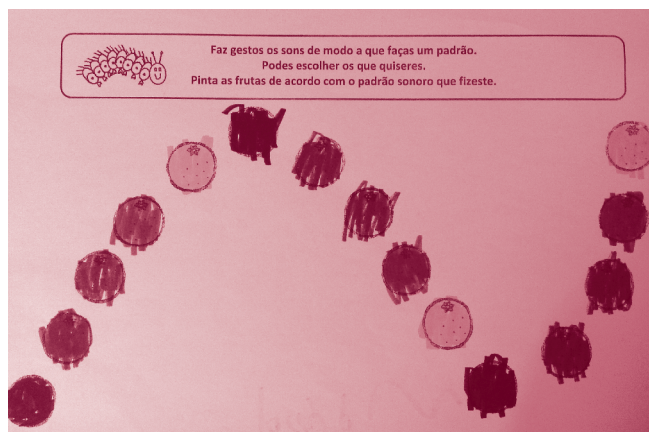 Faz gestos os sons de modo a que faças um padrão.
Podes escolher os que quiseres.
Pinta as frutas de acordo com o padrão sonoro que fizeste.